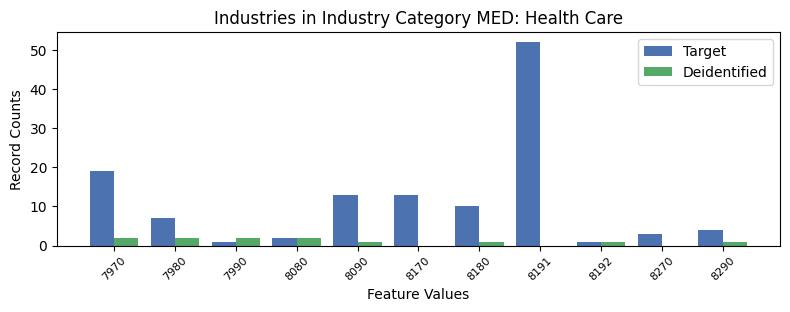 Industries in Industry Category MED: Health Care
Target
Deidentified
Record Counts
50
40
30
20
10
0
7970 7980 7990 8080 8090 8170 8180 8191 8192 8270 8290
Feature Values